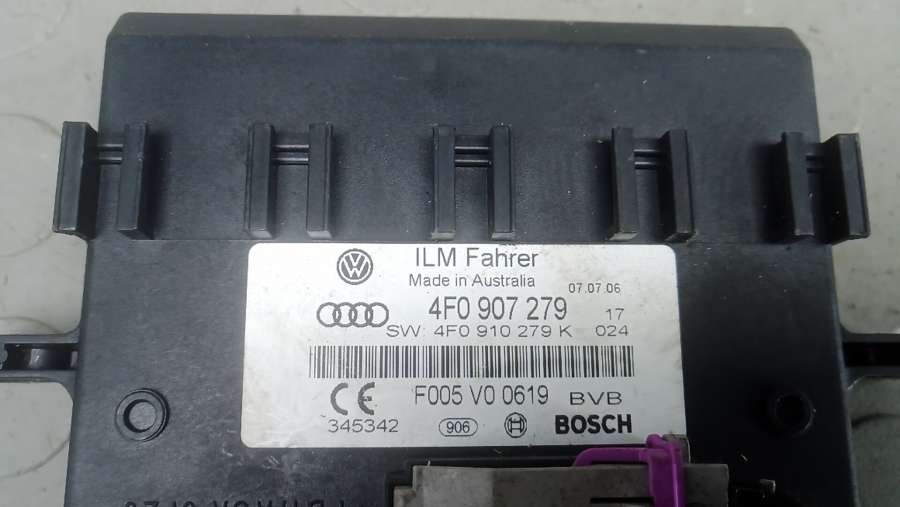 ILM Fahrer
Made in Australia 07.07.06
4F0 907 279 17
SW: 4F0 910 279 K 024
F005 V0 0619 BVB
345342 906 BOSCH